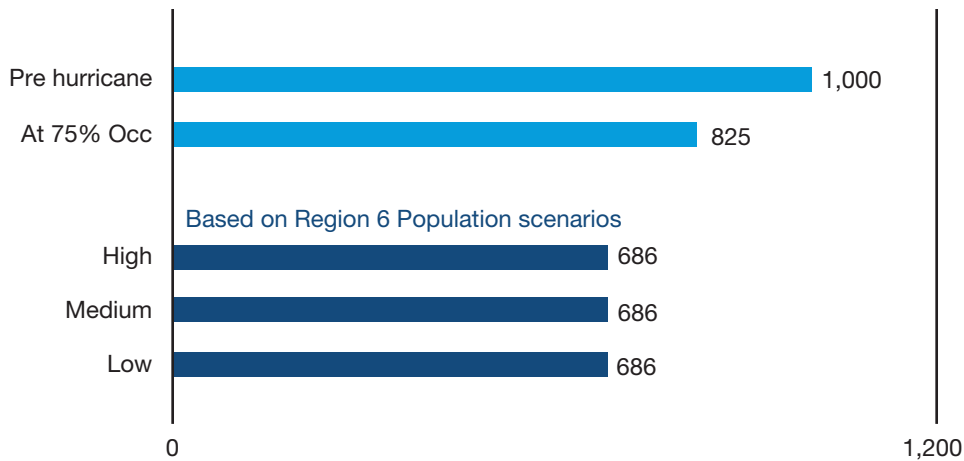 Pre hurricane 1,000
At 75% Occ 825
Based on Region 6 Population scenarios
High 686
Medium 686
Low 686
0 1,200